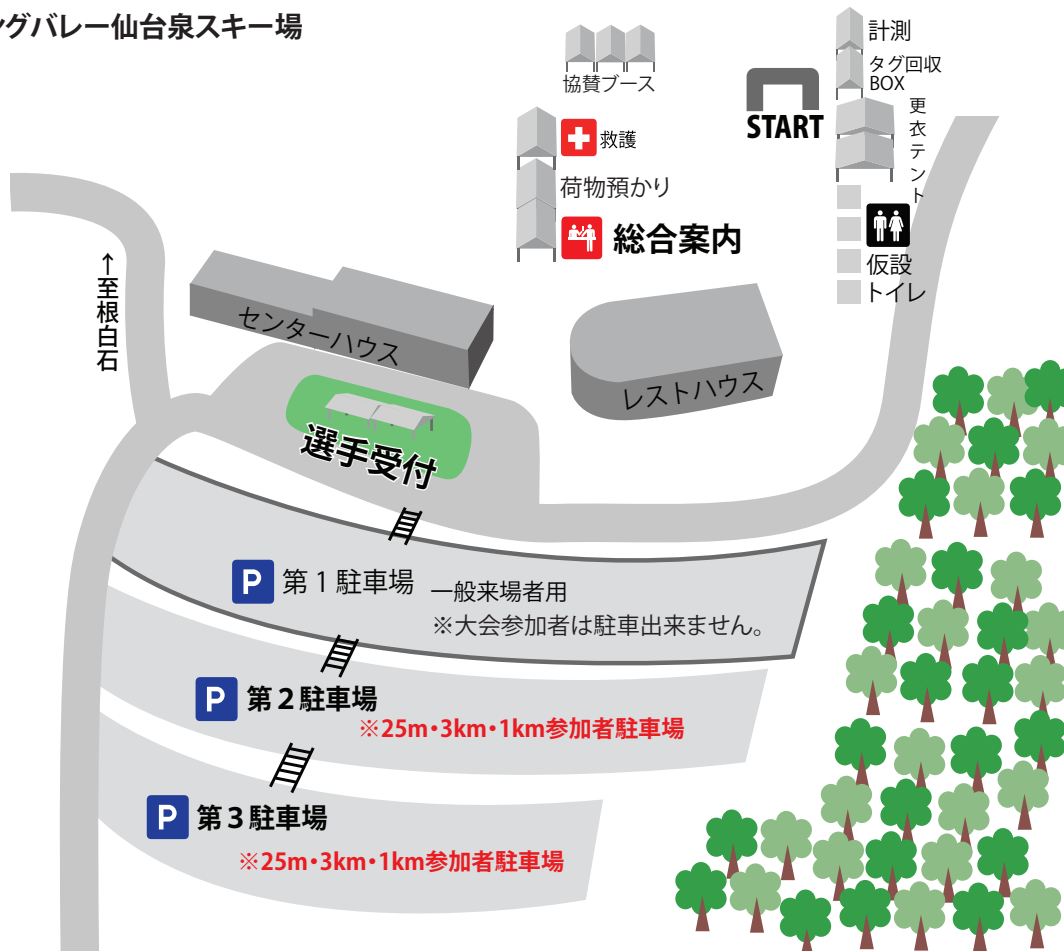 ングバレー仙台泉スキー場
計測
タグ回収
BOX
協賛ブース
START
更衣テント
救護
荷物預かり
総合案内
仮設
トイレ
↑至根白石
センターハウス
レストハウス
選手受付
P 第1駐車場 一般来場者用
※大会参加者は駐車出来ません。
P 第2駐車場
※25m・3km・1km参加者駐車場
P 第3駐車場
※25m・3km・1km参加者駐車場